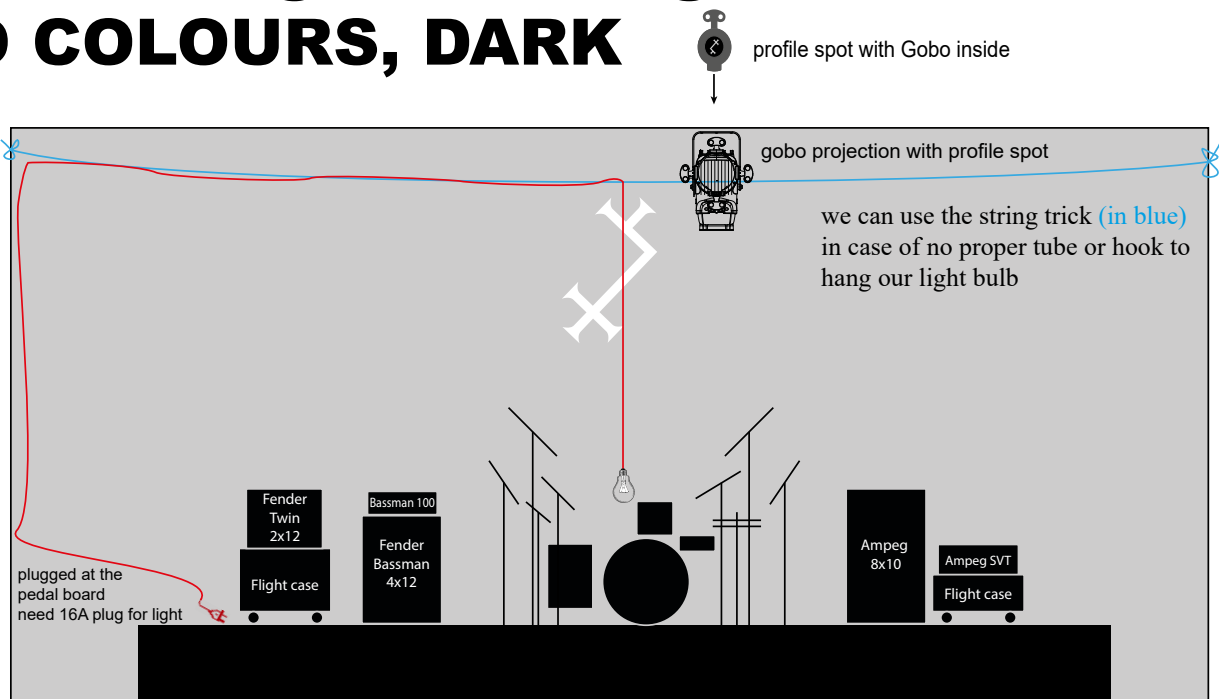 COLOURS, DARK
profile spot with Gobo inside
gobo projection with profile spot
we can use the string trick (in blue)
in case of no proper tube or hook to
hang our light bulb
Fender
Twin
2x12
Flight case
Bassman 100
Fender
Bassman
4x12
Ampeg
8x10
Ampeg SVT
Flight case
plugged at the
pedal board
need 16A plug for light